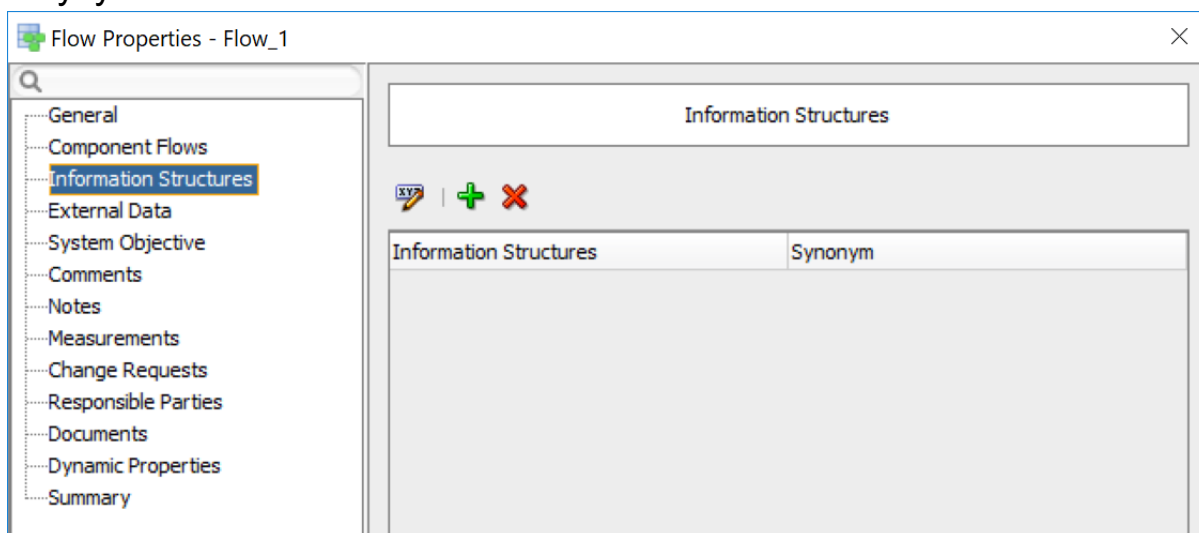 Flow Properties - Flow_1
General
Component Flows
Information Structures
External Data
System Objective
Comments
Notes
Measurements
Change Requests
Responsible Parties
Documents
Dynamic Properties
Summary
Information Structures
XYZ
Information Structures Synonym